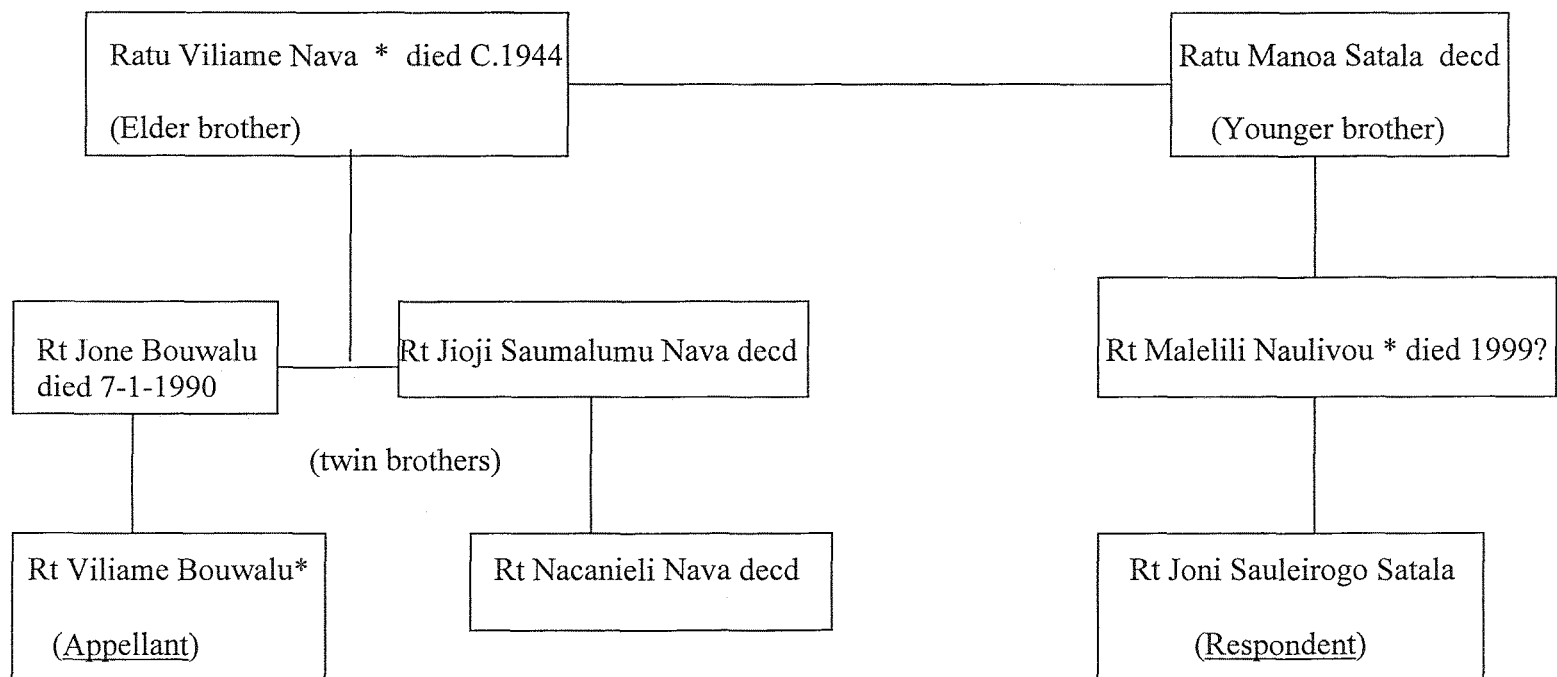 Ratu Viliame Nava * died C.1944
(Elder brother)
Ratu Manoa Satala decd
(Younger brother)
Rt Jone Bouwalu
died 7-1-1990
Rt Jioji Saumalumu Nava decd
Rt Malelili Naulivou * died 1999?
(twin brothers)
Rt Viliame Bouwalu*
(Appellant)
Rt Nacanieli Nava decd
Rt Joni Sauleirogo Satala
(Respondent)